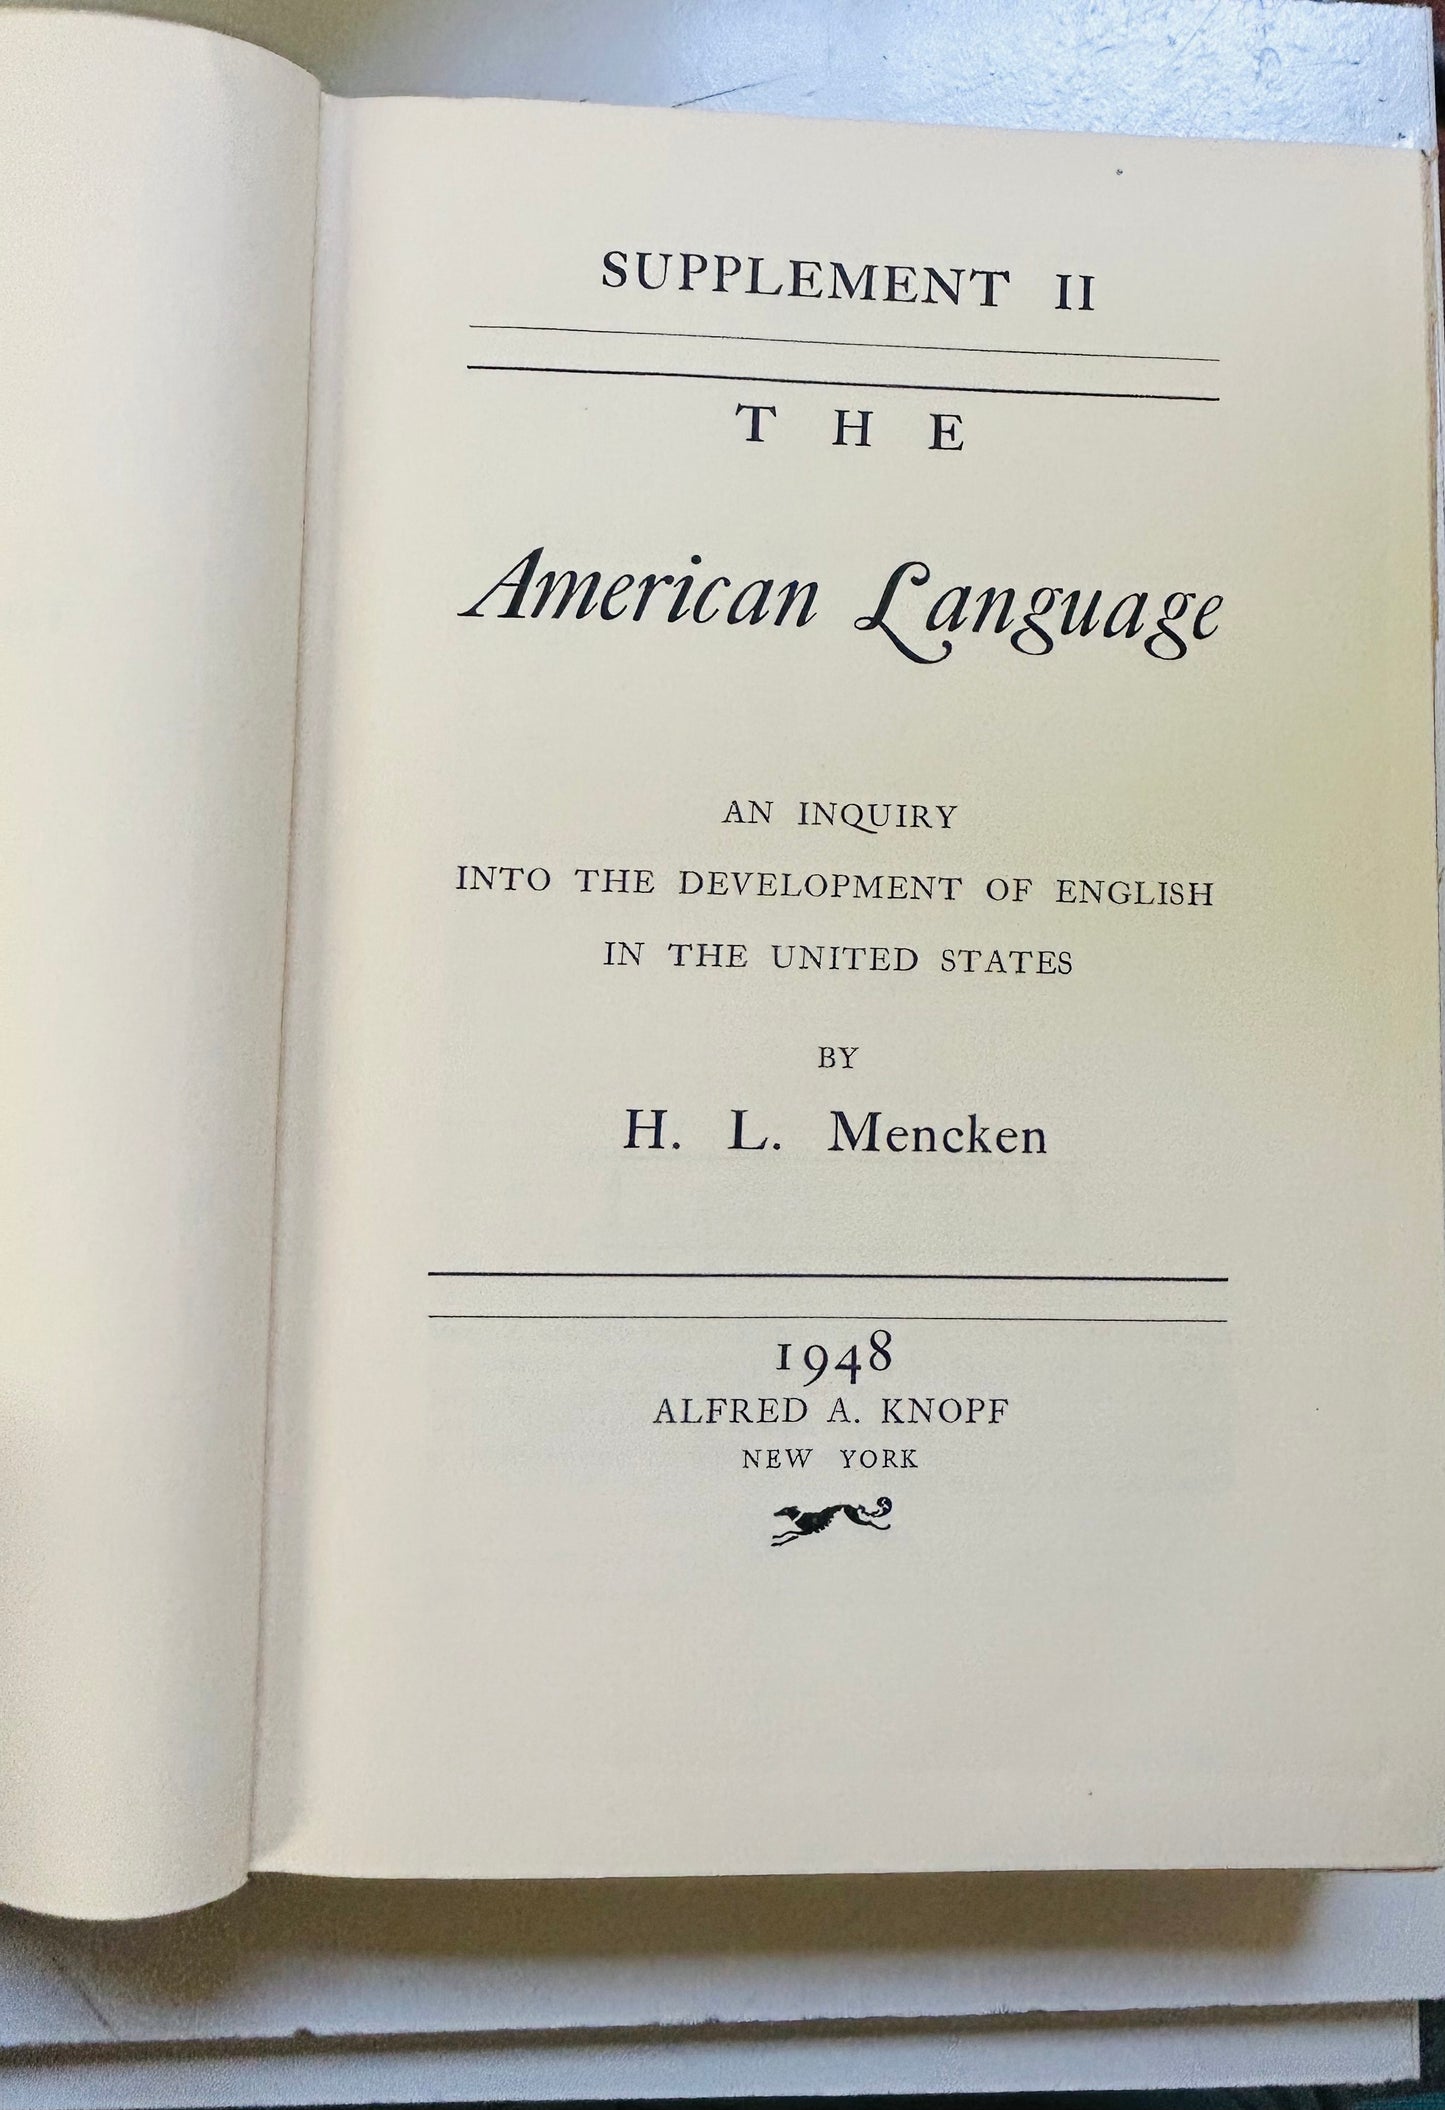 SUPPLEMENT II
THE
American Language
AN INQUIRY
INTO THE DEVELOPMENT OF ENGLISH
IN THE UNITED STATES
BY
H. L. Mencken
1948
ALFRED A. KNOPF
NEW YORK